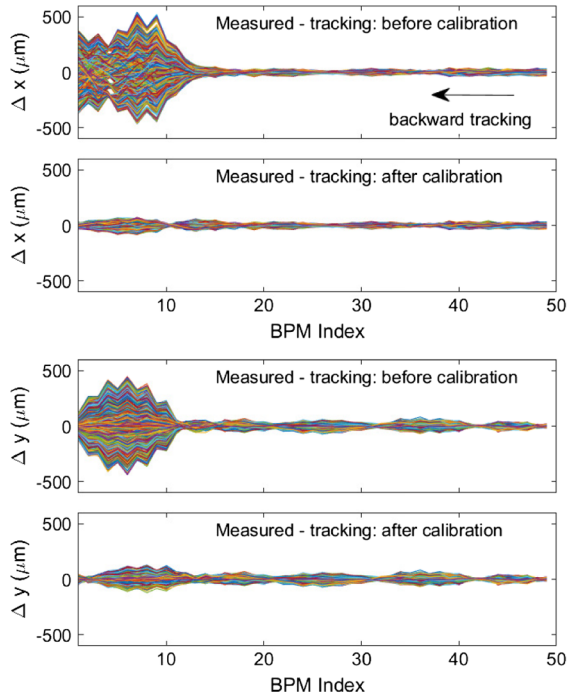 Measured - tracking: before calibration
500
0
-500
Δ x (μm)
backward tracking
Measured - tracking: after calibration
500
0
-500
Δ x (μm)
10 20 30 40 50
BPM Index
Measured - tracking: before calibration
500
0
-500
Δ y (μm)
Measured - tracking: after calibration
500
0
-500
Δ y (μm)
10 20 30 40 50
BPM Index